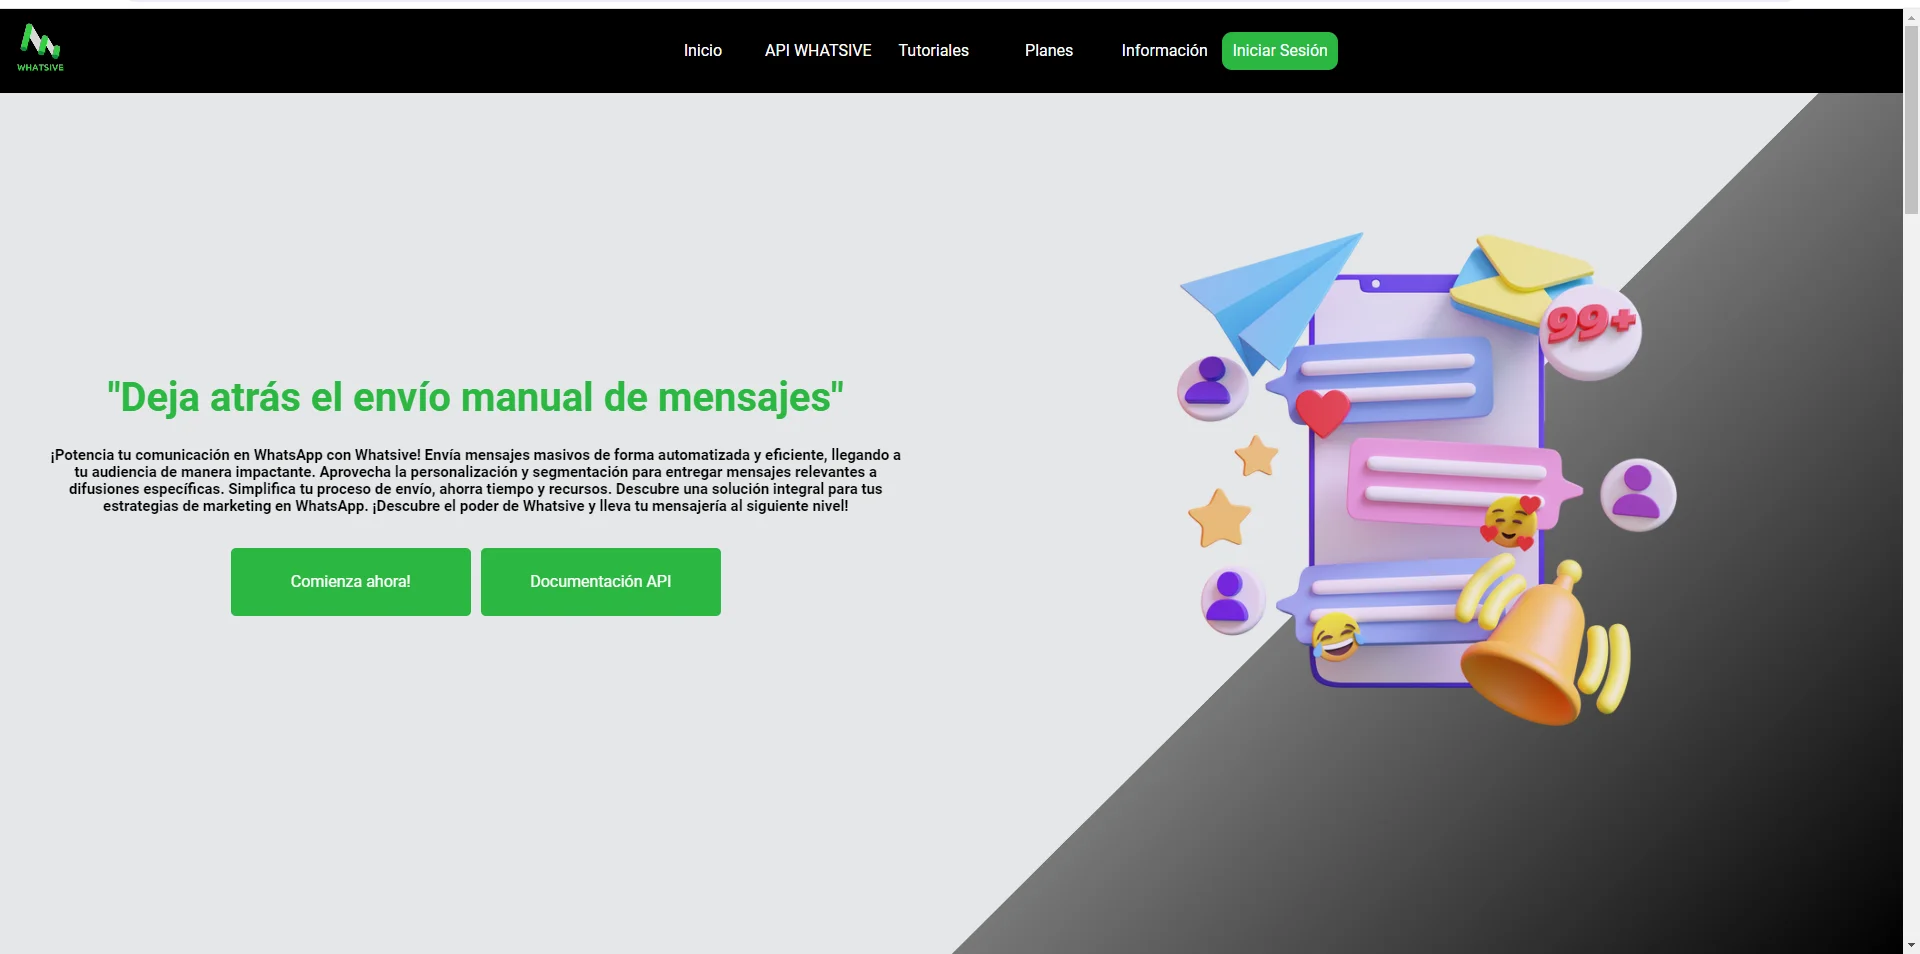 WHATSIVE
Inicio
API WHATSIVE
Tutoriales
Planes
Información
Iniciar Sesión
"Deja atrás el envío manual de mensajes"
¡Potencia tu comunicación en WhatsApp con Whatsive! Envía mensajes masivos de forma automatizada y eficiente, llegando a
tu audiencia de manera impactante. Aprovecha la personalización y segmentación para entregar mensajes relevantes a
difusiones específicas. Simplifica tu proceso de envío, ahorra tiempo y recursos. Descubre una solución integral para tus
estrategias de marketing en WhatsApp. ¡Descubre el poder de Whatsive y lleva tu mensajería al siguiente nivel!
Comienza ahora!
Documentación API
99+